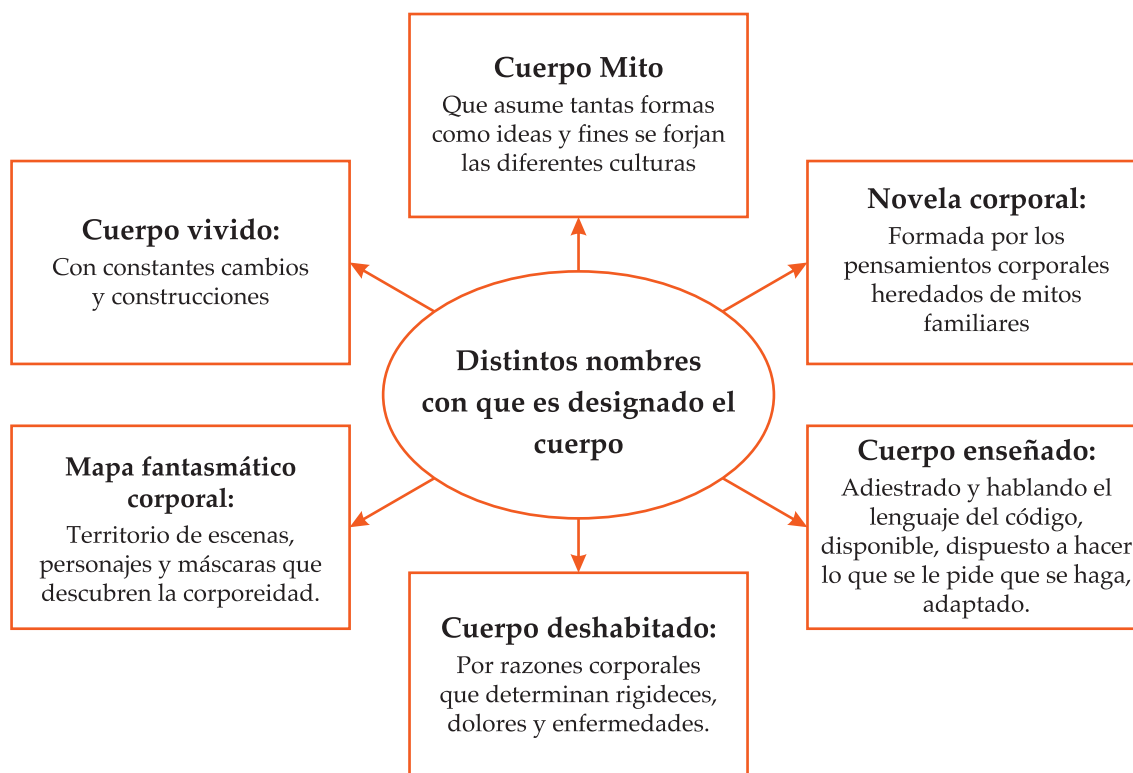 Cuerpo Mito
Que asume tantas formas
como ideas y fines se forjan
las diferentes culturas
Cuerpo vivido:
Con constantes cambios
y construcciones
Novela corporal:
Formada por los
pensamientos corporales
heredados de mitos
familiares
Distintos nombres
con que es designado el
cuerpo
Mapa fantasmático
corporal:
Territorio de escenas,
personajes y máscaras que
descubren la corporeidad.
Cuerpo enseñado:
Adiestrado y hablando el
lenguaje del código,
disponible, dispuesto a hacer
lo que se le pide que se haga,
adaptado.
Cuerpo deshabitado:
Por razones corporales
que determinan rigideces,
dolores y enfermedades.